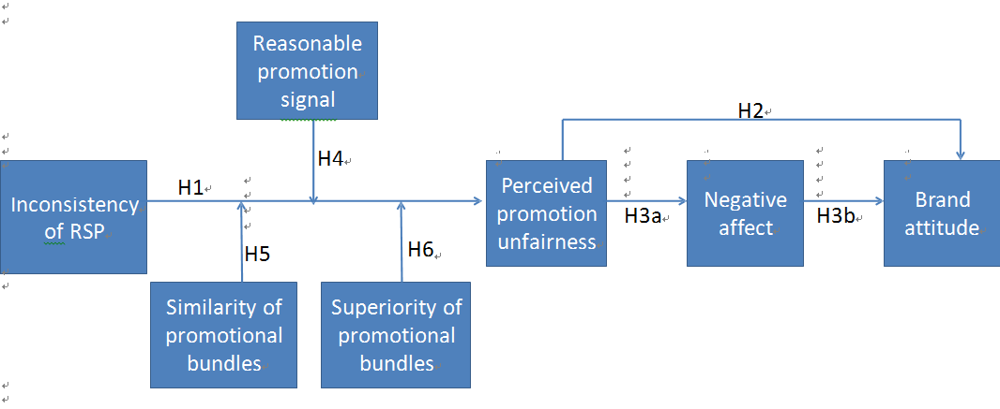 Reasonable
promotion
signal
H2
H4
H1
Inconsistency
of RSP
Perceived
promotion
unfairness
H3a
Negative
affect
H3b
Brand
attitude
H5
H6
Similarity of
promotional
bundles
Superiority of
promotional
bundles